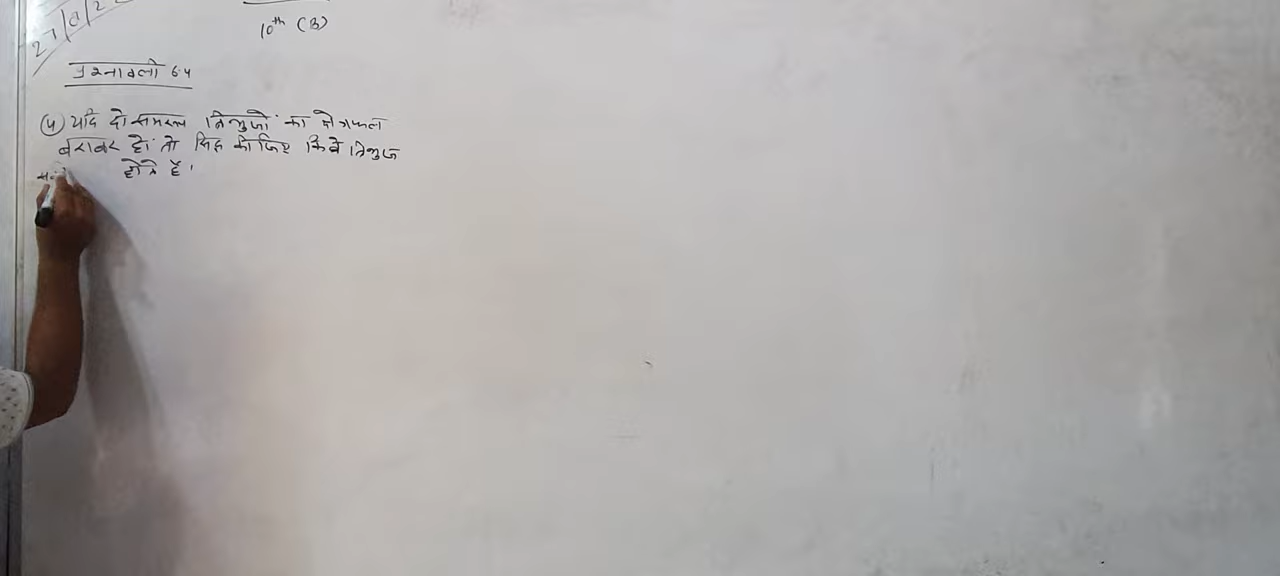 10th (B)
प्रश्नावली 6.4
(4) यदि दो समरूप त्रिभुजों का क्षेत्रफल
बराबर हों तो सिद्ध कीजिए कि वे त्रिभुज
होते हैं।